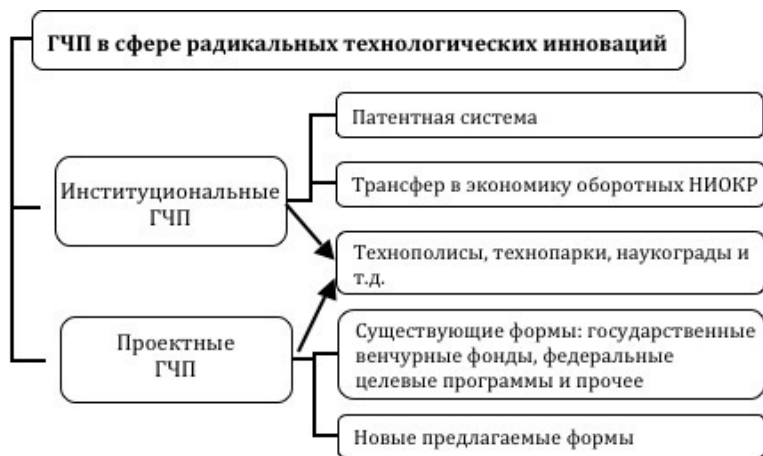 ГЧП в сфере радикальных технологических инноваций
Патентная система
Институциональные
ГЧП
Трансфер в экономику оборотных НИОКР
Технополисы, технопарки, наукограды и
т.д.
Проектные
ГЧП
Существующие формы: государственные
венчурные фонды, федеральные
целевые программы и прочее
Новые предлагаемые формы